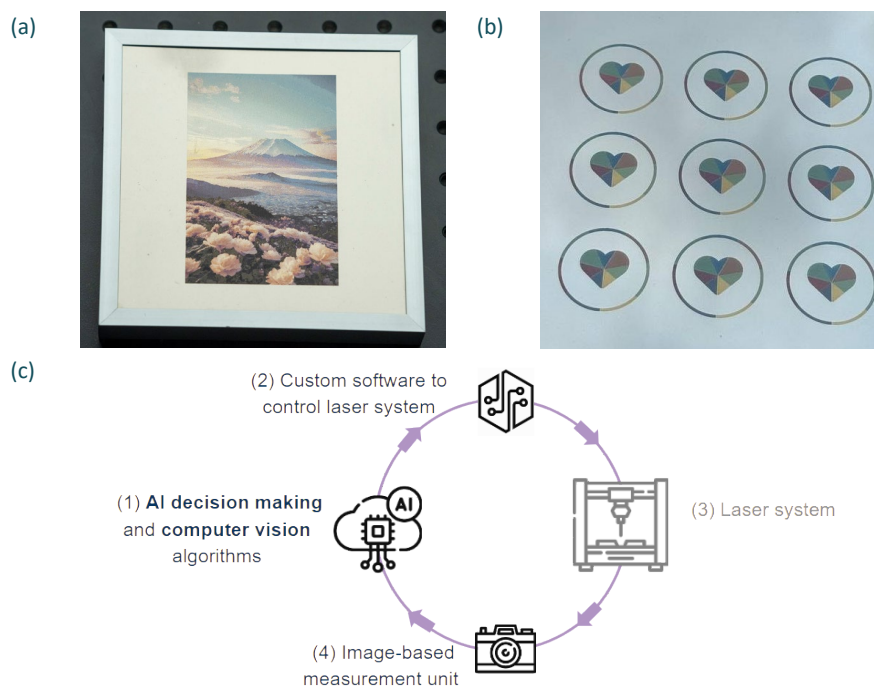 (a)
(b)
(c)
(2) Custom software to
control laser system
AI
(1) AI decision making
and computer vision
algorithms
(3) Laser system
(4) Image-based
measurement unit